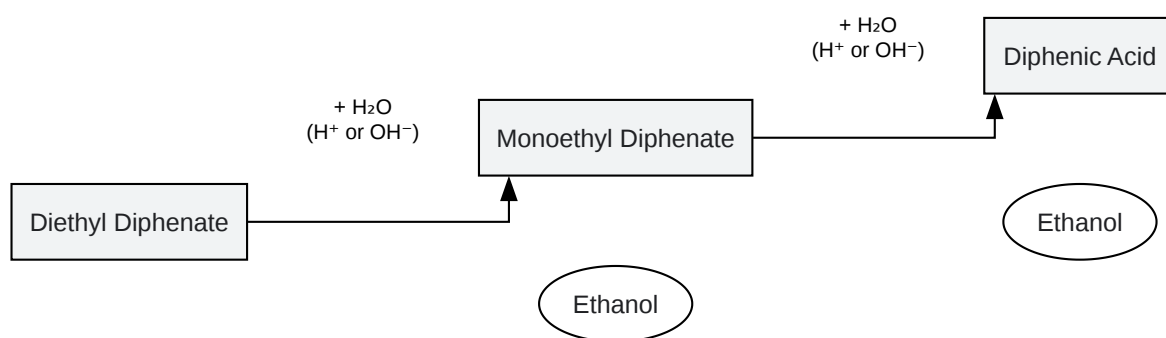 + H₂O
(H⁺ or OH⁻)
Diphenic Acid
+ H₂O
(H⁺ or OH⁻)
Monoethyl Diphenate
Diethyl Diphenate
Ethanol
Ethanol